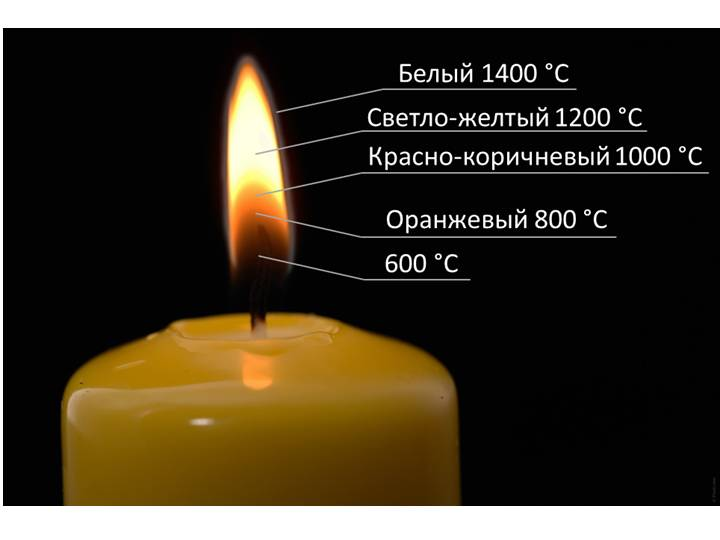 Белый 1400 °C
Светло-желтый 1200 °C
Красно-коричневый 1000 °C
Оранжевый 800 °C
600 °C